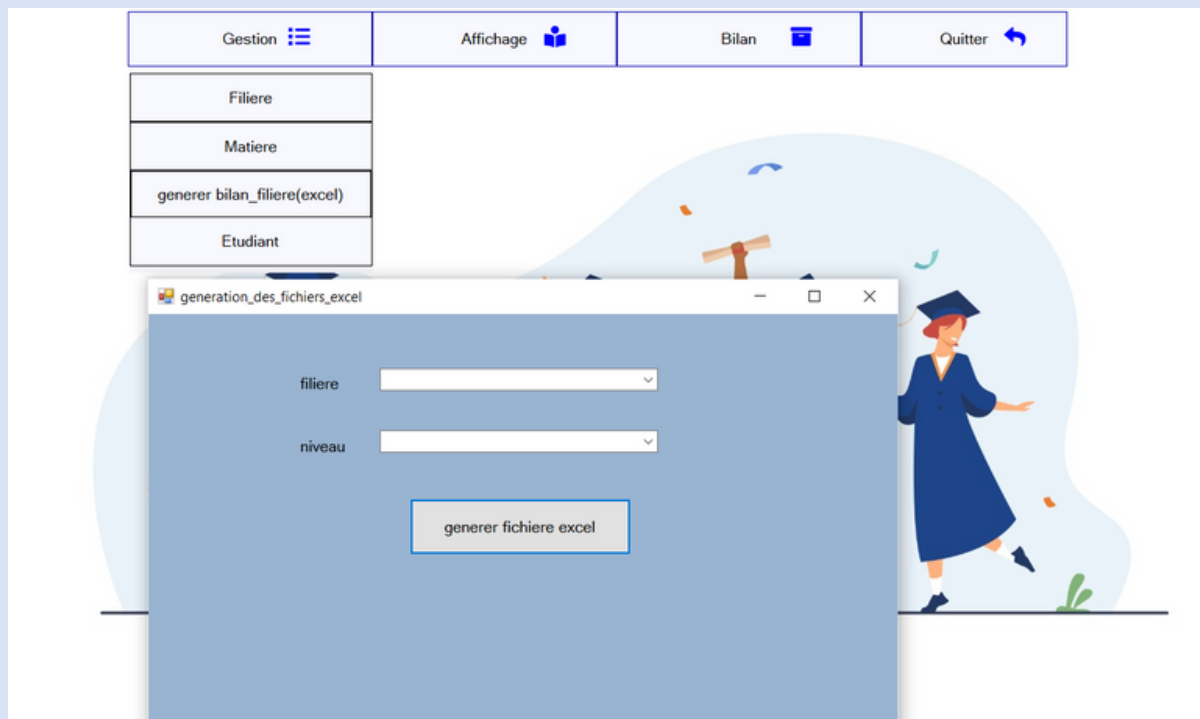 Gestion
Affichage
Bilan
Quitter
Filiere
Matiere
generer bilan_filiere(excel)
Etudiant
generation_des_fichiers_excel
filiere
niveau
generer fichiere excel